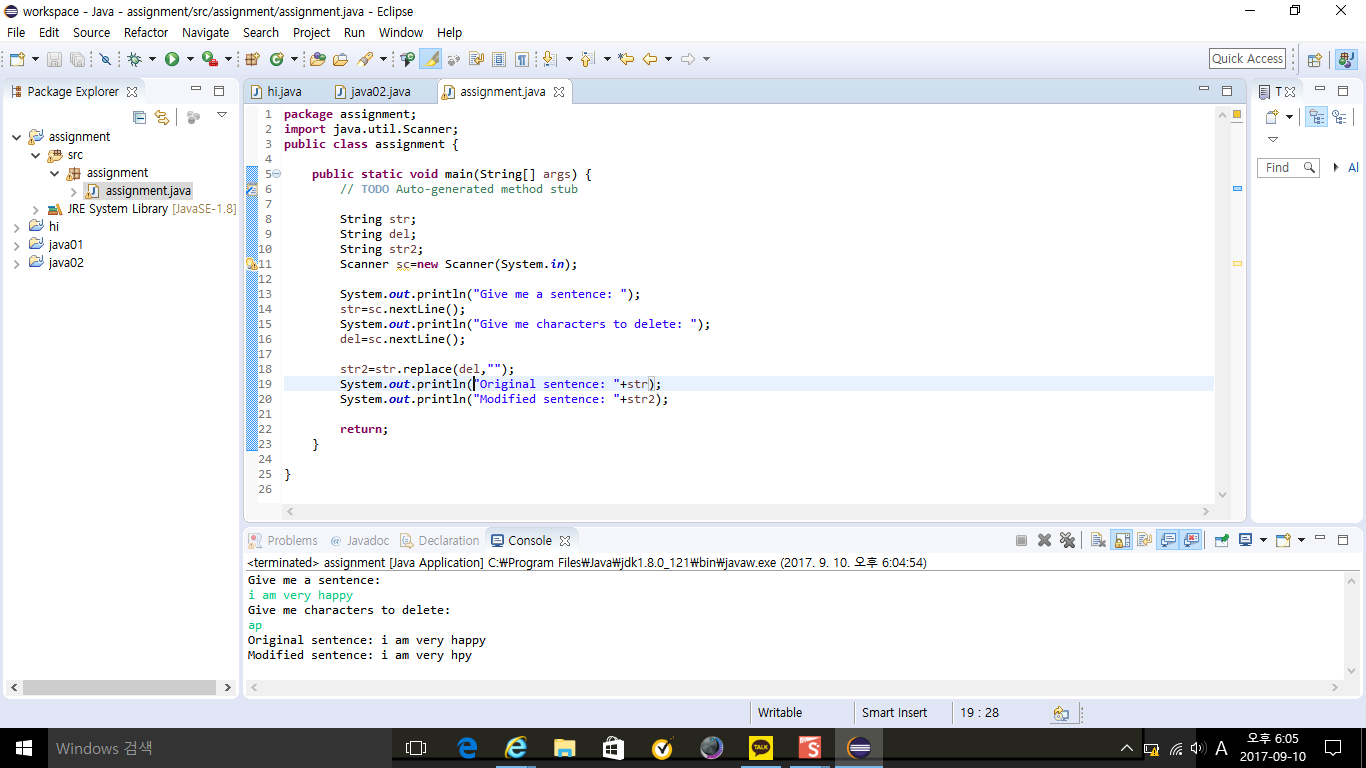 workspace - Java - assignment/src/assignment/assignment.java - Eclipse
File Edit Source Refactor Navigate Search Project Run Window Help
Quick Access
Package Explorer
hi.java java02.java assignment.java
T
assignment
src
assignment
assignment.java
JRE System Library [JavaSE-1.8]
hi
java01
java02
Find Al
1 package assignment;
2 import java.util.Scanner;
3 public class assignment {
4
5 public static void main(String[] args) {
6 // TODO Auto-generated method stub
7
8 String str;
9 String del;
10 String str2;
11 Scanner sc=new Scanner(System.in);
12
13 System.out.println("Give me a sentence: ");
14 str=sc.nextLine();
15 System.out.println("Give me characters to delete: ");
16 del=sc.nextLine();
17
18 str2=str.replace(del,"");
19 System.out.println("Original sentence: "+str);
20 System.out.println("Modified sentence: "+str2);
21
22 return;
23 }
24
25 }
26
Problems @ Javadoc Declaration Console
<terminated> assignment [Java Application] C:₩Program Files₩Java₩jdk1.8.0_121₩bin₩javaw.exe (2017. 9. 10. 오후 6:04:54)
Give me a sentence:
i am very happy
Give me characters to delete:
ap
Original sentence: i am very happy
Modified sentence: i am very hpy
Writable Smart Insert 19 : 28
Windows 검색
TALK
S
A
오후 6:05
2017-09-10